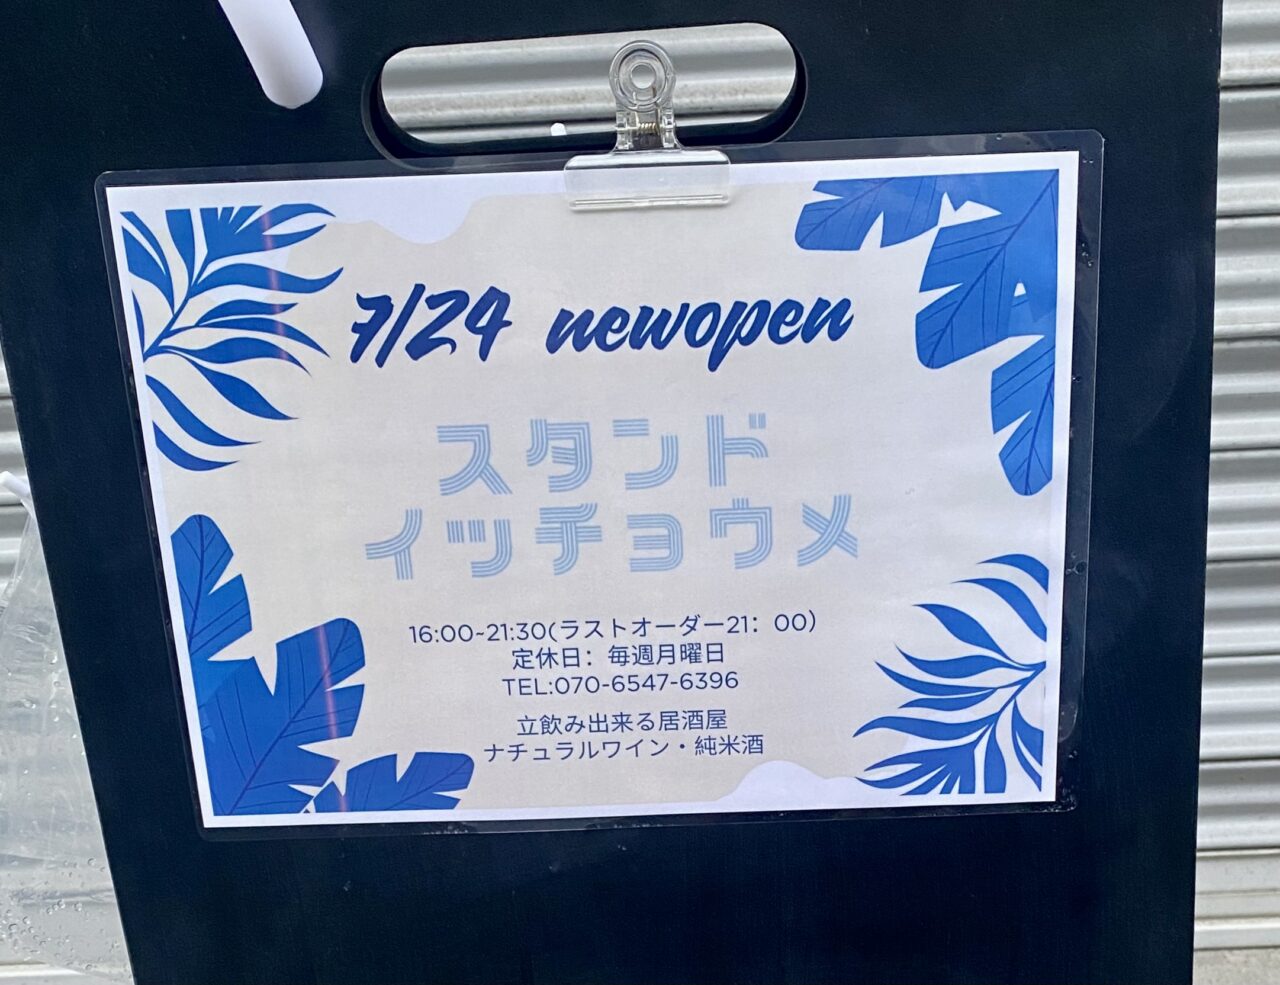 7/24 newopen
スタンド
イッチョウメ
16:00~21:30(ラストオーダー21：00)
定休日：毎週月曜日
TEL:070-6547-6396
立飲み出来る居酒屋
ナチュラルワイン・純米酒